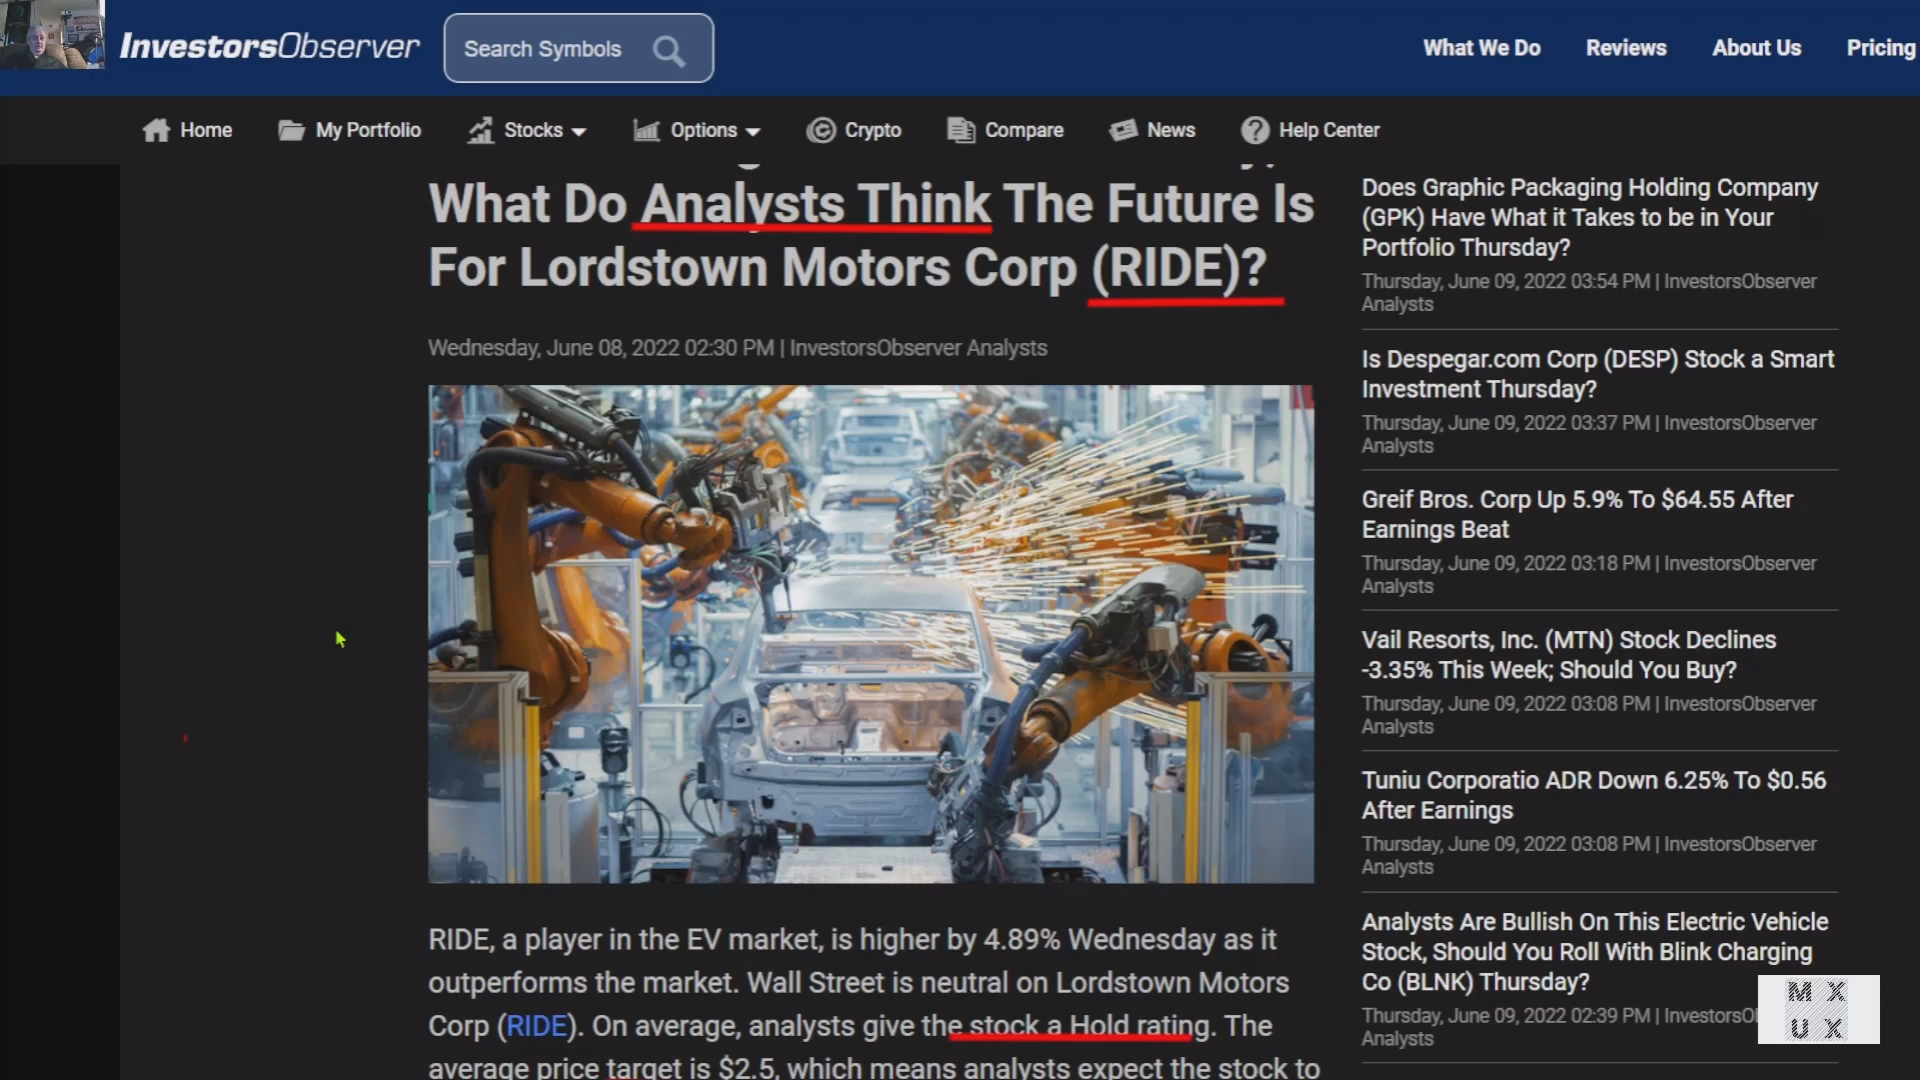 InvestorsObserver
Search Symbols
What We Do
Reviews
About Us
Pricing
Home
My Portfolio
Stocks
Options
Crypto
Compare
News
Help Center
What Do Analysts Think The Future Is
For Lordstown Motors Corp (RIDE)?
Wednesday, June 08, 2022 02:30 PM | InvestorsObserver Analysts
RIDE, a player in the EV market, is higher by 4.89% Wednesday as it
outperforms the market. Wall Street is neutral on Lordstown Motors
Corp (RIDE). On average, analysts give the stock a Hold rating. The
average price target is $2.5, which means analysts expect the stock to
Does Graphic Packaging Holding Company
(GPK) Have What it Takes to be in Your
Portfolio Thursday?
Thursday, June 09, 2022 03:54 PM | InvestorsObserver
Analysts
Is Despegar.com Corp (DESP) Stock a Smart
Investment Thursday?
Thursday, June 09, 2022 03:37 PM | InvestorsObserver
Analysts
Greif Bros. Corp Up 5.9% To $64.55 After
Earnings Beat
Thursday, June 09, 2022 03:18 PM | InvestorsObserver
Analysts
Vail Resorts, Inc. (MTN) Stock Declines
-3.35% This Week; Should You Buy?
Thursday, June 09, 2022 03:08 PM | InvestorsObserver
Analysts
Tuniu Corporatio ADR Down 6.25% To $0.56
After Earnings
Thursday, June 09, 2022 03:08 PM | InvestorsObserver
Analysts
Analysts Are Bullish On This Electric Vehicle
Stock, Should You Roll With Blink Charging
Co (BLNK) Thursday?
Thursday, June 09, 2022 02:39 PM |
Analysts
M X
U X